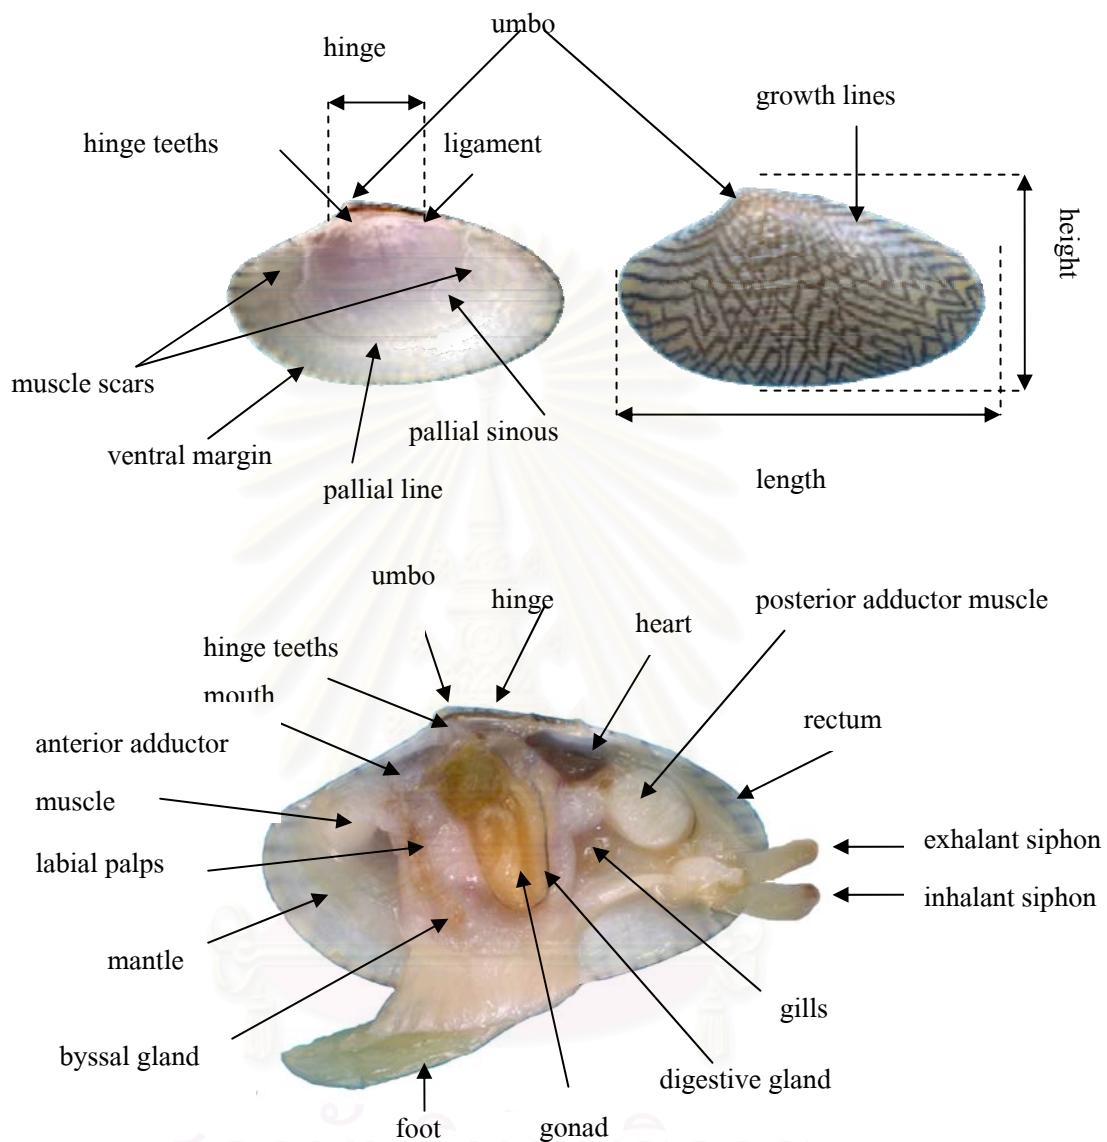 umbo
hinge
growth lines
hinge teeths
ligament
height
muscle scars
pallial sinous
ventral margin
length
pallial line
umbo
hinge
posterior adductor muscle
heart
hinge teeths
mouth
rectum
anterior adductor
muscle
exhalant siphon
labial palps
inhalant siphon
mantle
gills
byssal gland
digestive gland
foot
gonad